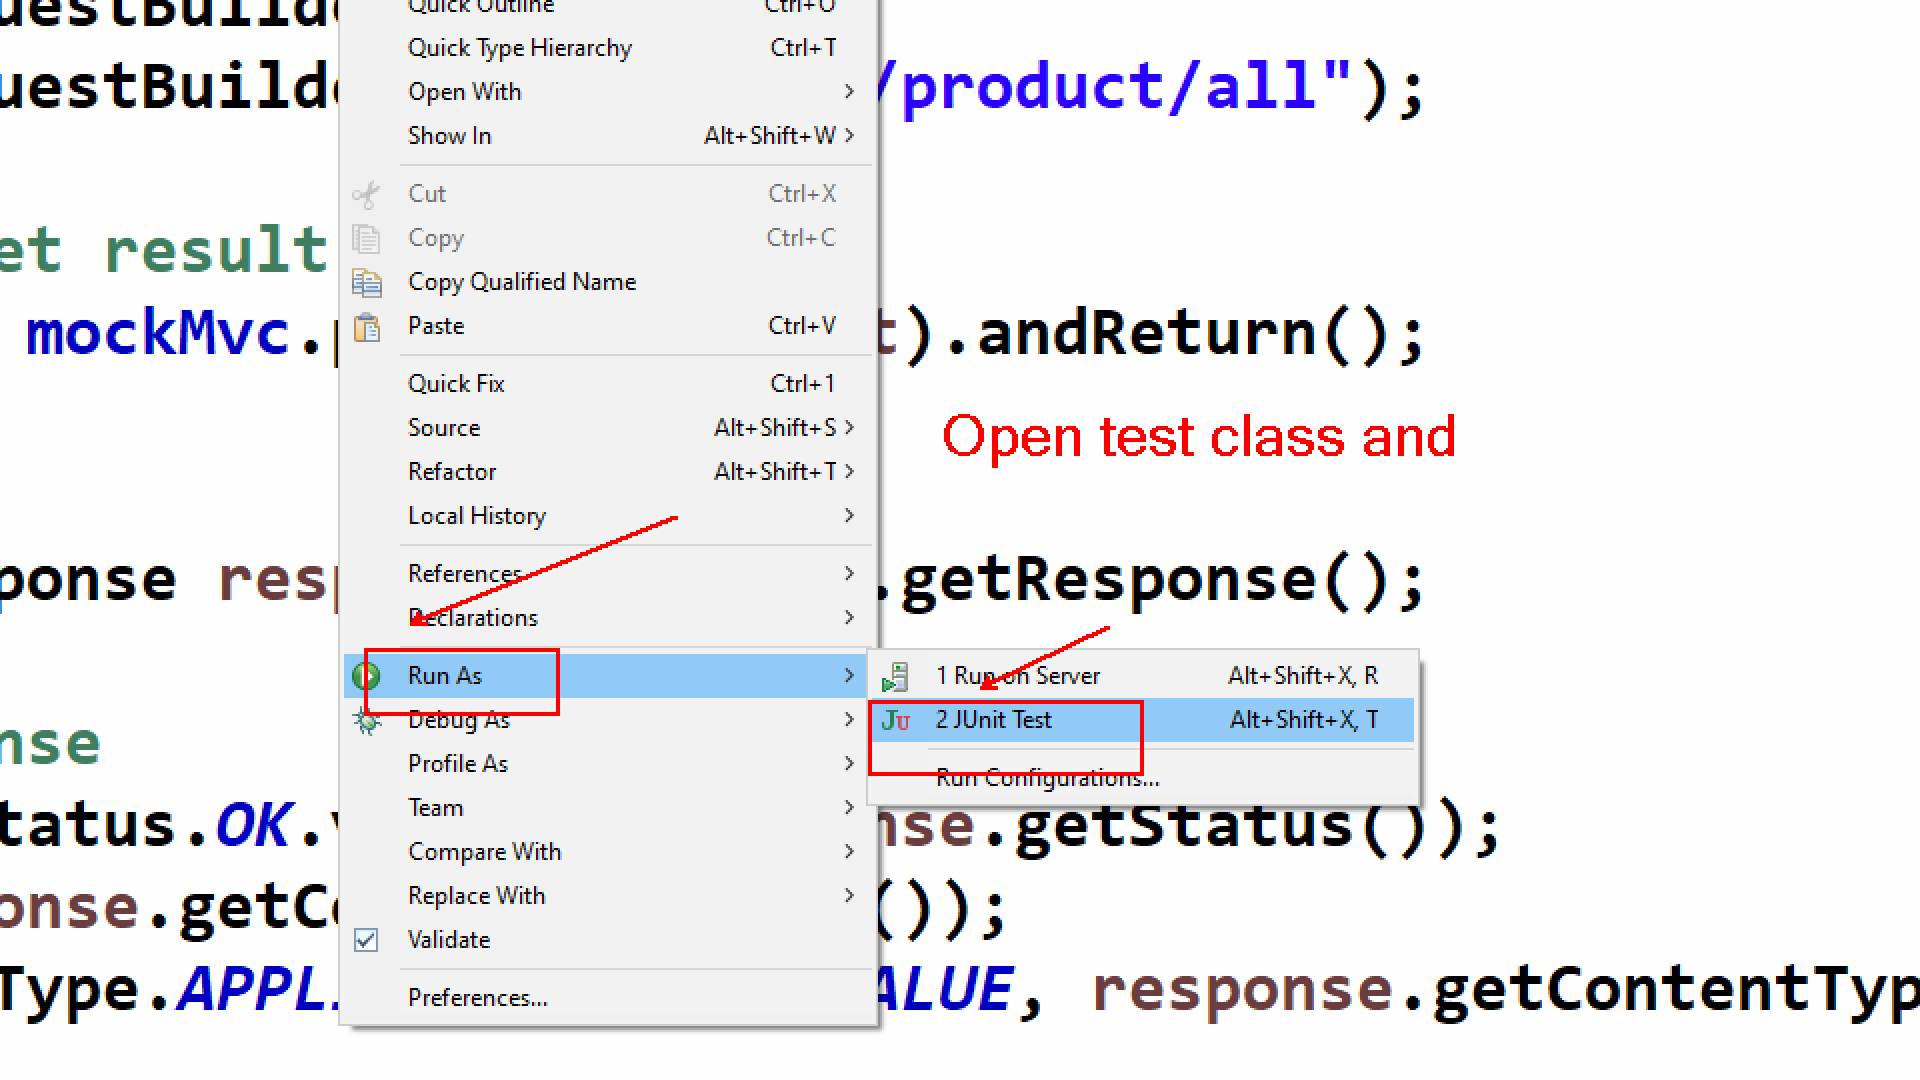 uestBuilde
Quick Outline Ctrl+O
Quick Type Hierarchy Ctrl+T
uestBuilde /product/all");
Open With
Show In Alt+Shift+W
Cut Ctrl+X
Copy Ctrl+C
et result
Copy Qualified Name
Paste Ctrl+V
mockMvc.p t).andReturn();
Quick Fix Ctrl+1
Source Alt+Shift+S
Open test class and
Refactor Alt+Shift+T
Local History
References
ponse resp .getResponse();
Declarations
Run As
1 Run on Server Alt+Shift+X, R
Debug As
2 JUnit Test Alt+Shift+X, T
nse
Profile As
Run Configurations...
Team
tatus.OK.v nse.getStatus());
Compare With
Replace With
onse.getCo ());
Validate
Type.APPL ALUE, response.getContentTyp
Preferences...